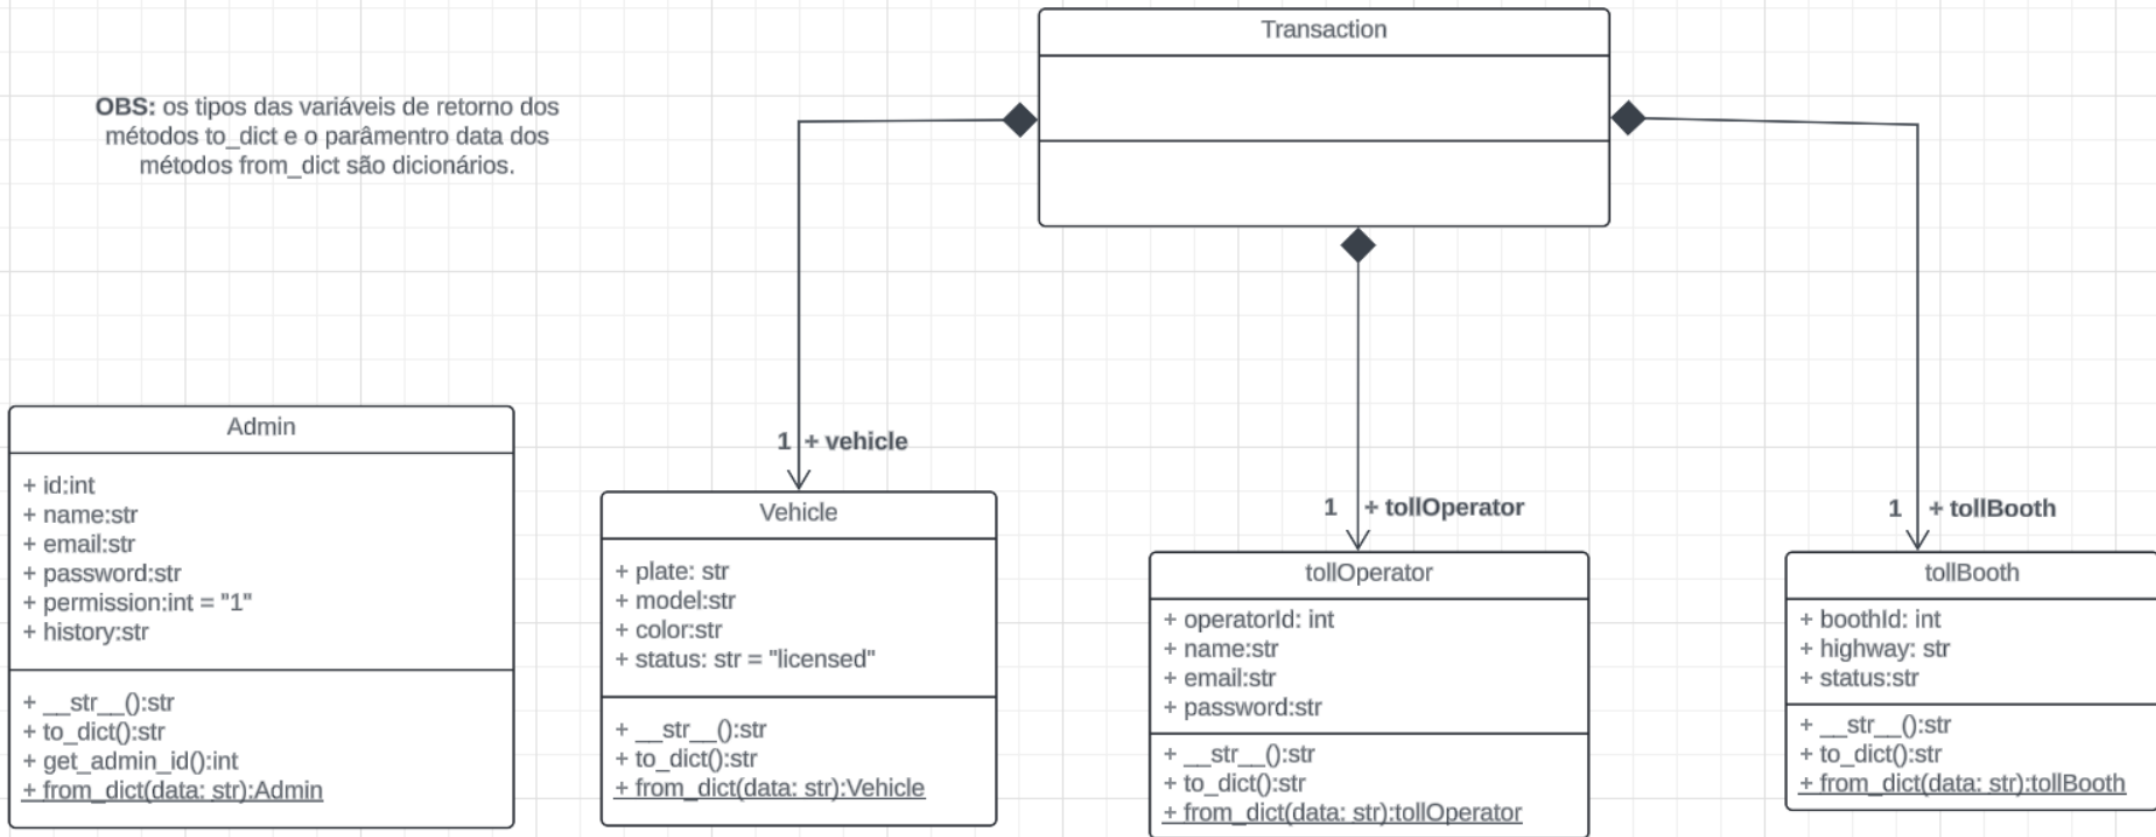 Transaction
OBS: os tipos das variáveis de retorno dos
métodos to_dict e o parâmentro data dos
métodos from_dict são dicionários.
1 + vehicle
1 + tollOperator
1 + tollBooth
Admin
+ id:int
+ name:str
+ email:str
+ password:str
+ permission:int = "1"
+ history:str
+ __str__():str
+ to_dict():str
+ get_admin_id():int
+ from_dict(data: str):Admin
Vehicle
+ plate: str
+ model:str
+ color:str
+ status: str = "licensed"
+ __str__():str
+ to_dict():str
+ from_dict(data: str):Vehicle
tollOperator
+ operatorId: int
+ name:str
+ email:str
+ password:str
+ __str__():str
+ to_dict():str
+ from_dict(data: str):tollOperator
tollBooth
+ boothId: int
+ highway: str
+ status:str
+ __str__():str
+ to_dict():str
+ from_dict(data: str):tollBooth